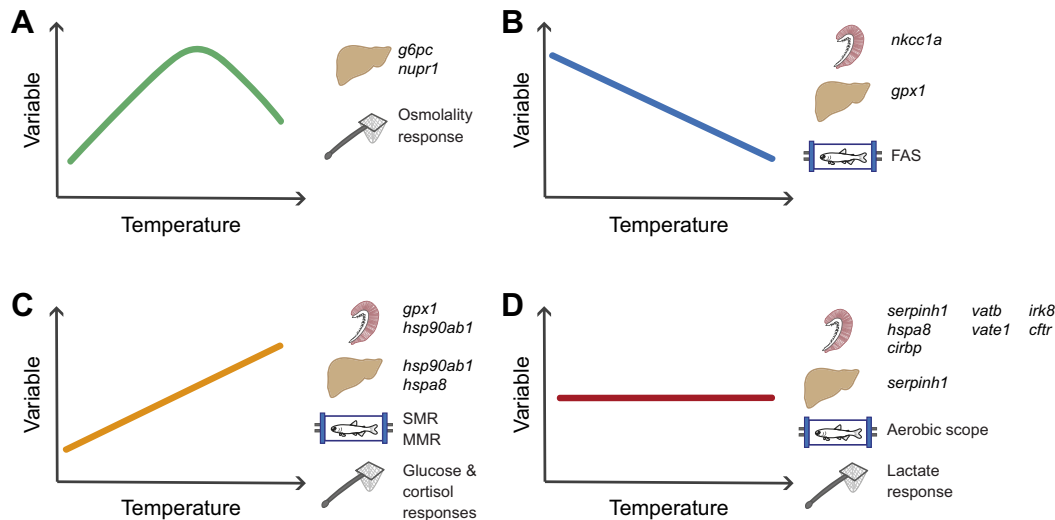 A
Variable
Temperature
g6pc
nupr1
Osmolality
response
B
Variable
Temperature
nkcc1a
gpx1
FAS
C
Variable
Temperature
gpx1
hsp90ab1
hsp90ab1
hspa8
SMR
MMR
Glucose &
cortisol
responses
D
Variable
Temperature
serpinh1 vatb irk8
hspa8 vate1 cftr
cirbp
serpinh1
Aerobic scope
Lactate
response